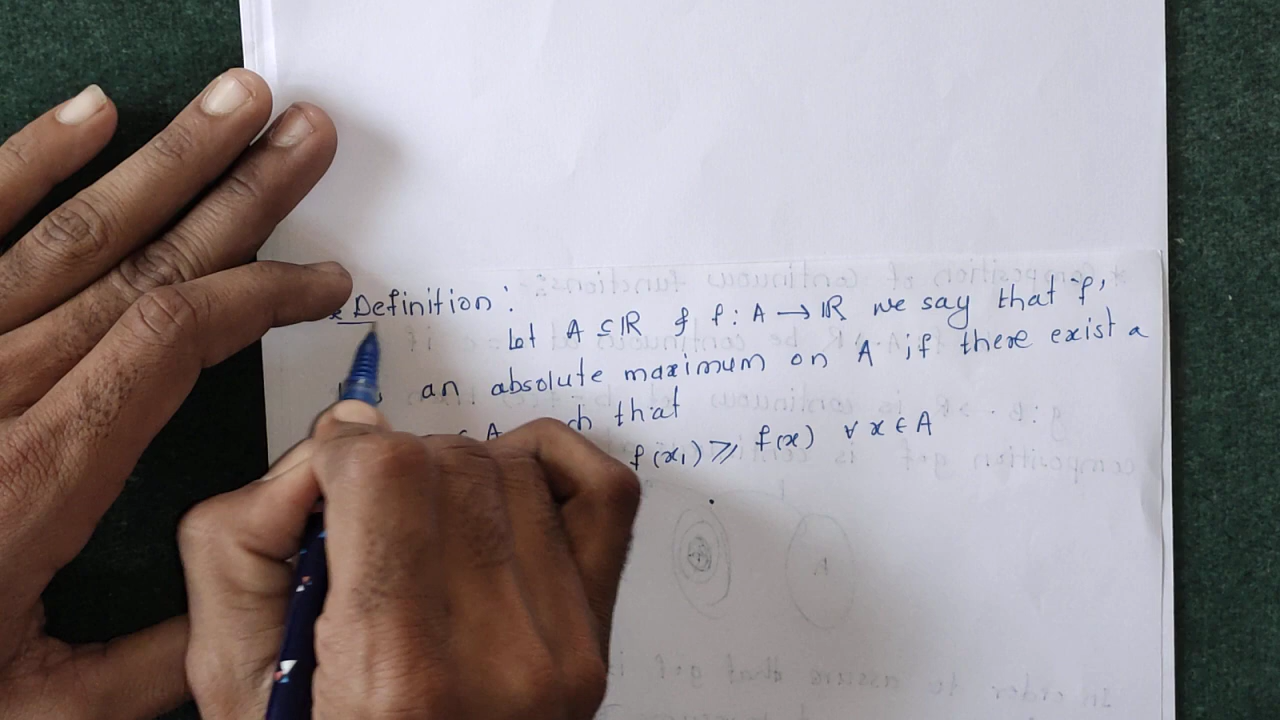 * Definition:
Let A ⊆ ℝ & f: A → ℝ we say that f,
an absolute maximum on A if there exist a
A that
f(x₁) ⩾ f(x) ∀ x ∈ A